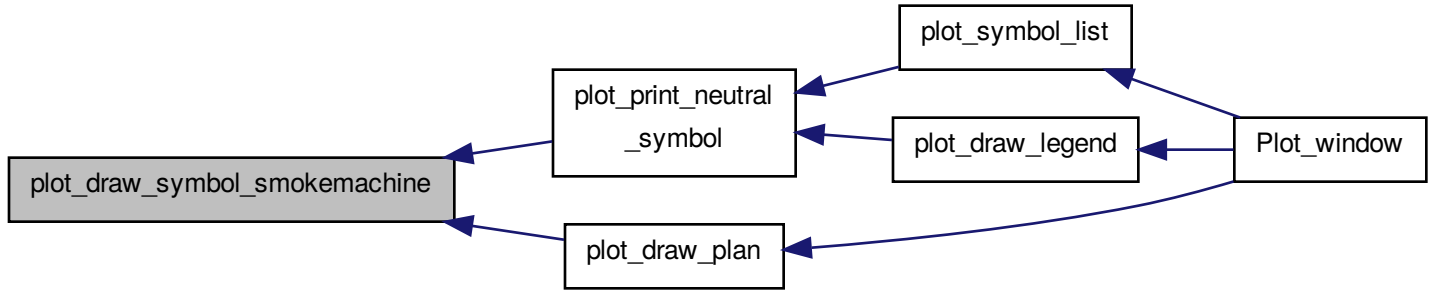 plot_draw_symbol_smokemachine
plot_print_neutral
_symbol
plot_symbol_list
plot_draw_legend
Plot_window
plot_draw_plan